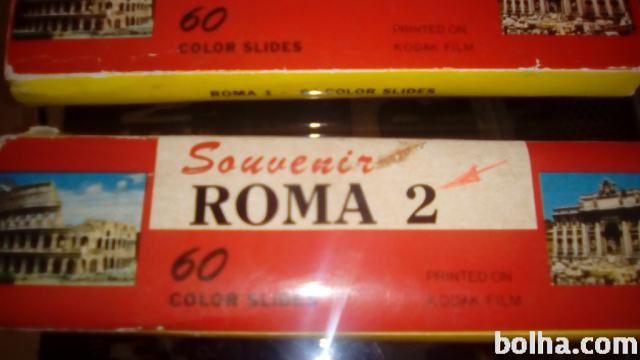 60
COLOR SLIDES
PRINTED ON
KODAK FILM
ROMA 1 - 60 COLOR SLIDES
Souvenir
ROMA 2
60
COLOR SLIDES
PRINTED ON
KODAK FILM
bolha.com